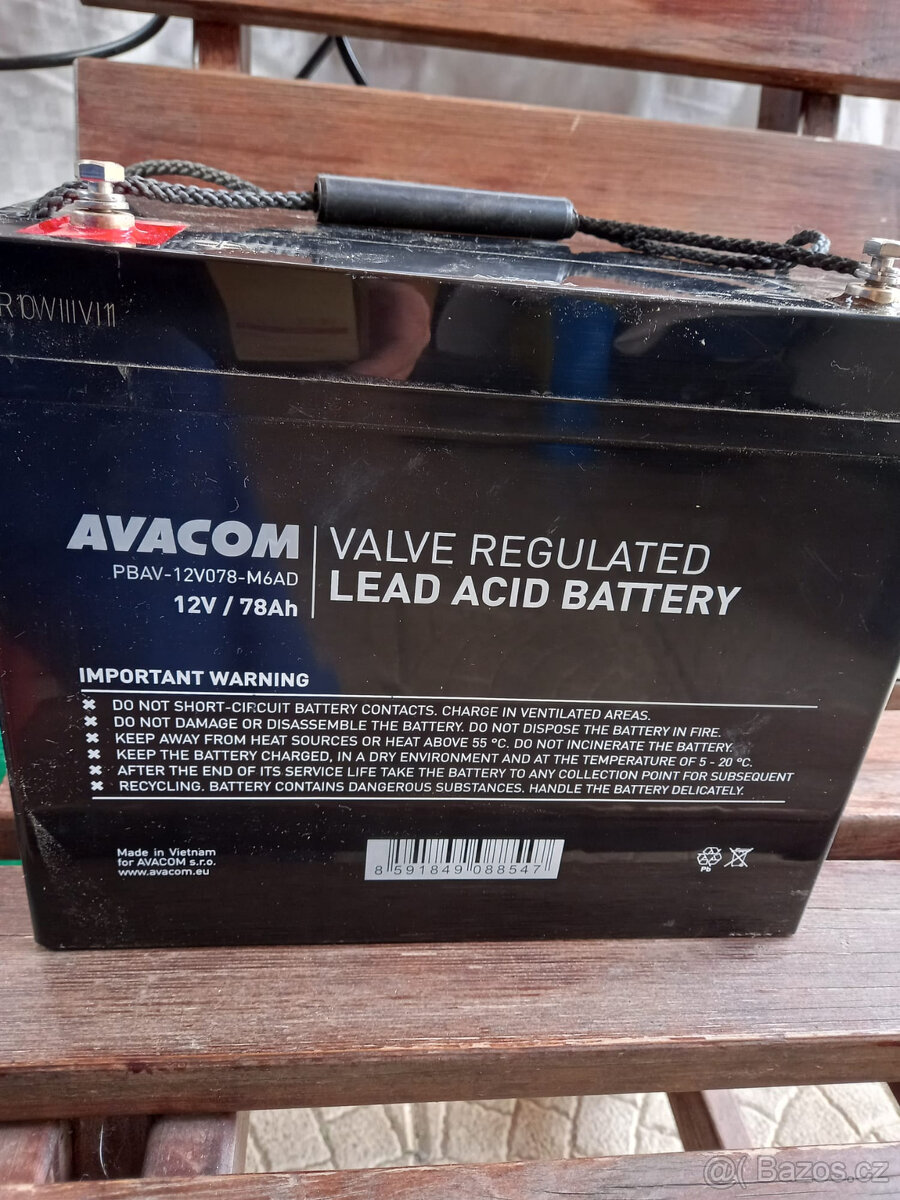 R10WIIIVI11
AVACOM
PBAV-12V078-M6AD
12V / 78Ah
VALVE REGULATED
LEAD ACID BATTERY
IMPORTANT WARNING
✖ DO NOT SHORT-CIRCUIT BATTERY CONTACTS. CHARGE IN VENTILATED AREAS.
✖ DO NOT DAMAGE OR DISASSEMBLE THE BATTERY. DO NOT DISPOSE THE BATTERY IN FIRE.
✖ KEEP AWAY FROM HEAT SOURCES OR HEAT ABOVE 55 °C. DO NOT INCINERATE THE BATTERY.
✖ KEEP THE BATTERY CHARGED, IN A DRY ENVIRONMENT AND AT THE TEMPERATURE OF 5 - 20 °C.
✖ AFTER THE END OF ITS SERVICE LIFE TAKE THE BATTERY TO ANY COLLECTION POINT FOR SUBSEQUENT
✖ RECYCLING. BATTERY CONTAINS DANGEROUS SUBSTANCES. HANDLE THE BATTERY DELICATELY.
Made in Vietnam
for AVACOM s.r.o.
www.avacom.eu
8 591849 088547
Pb
@( Bazos.cz